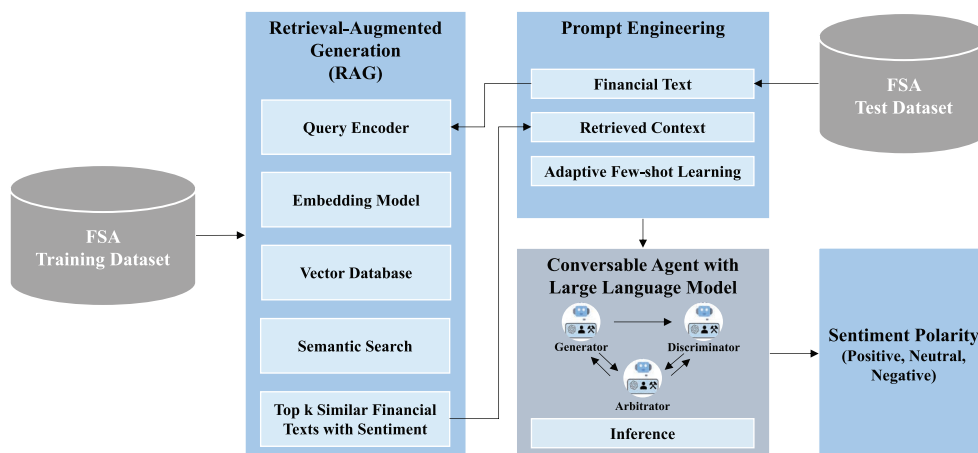 Retrieval-Augmented
Generation
(RAG)
Query Encoder
Embedding Model
Vector Database
Semantic Search
Top k Similar Financial
Texts with Sentiment
FSA
Training Dataset
Prompt Engineering
Financial Text
Retrieved Context
Adaptive Few-shot Learning
FSA
Test Dataset
Conversable Agent with
Large Language Model
Generator
Discriminator
Arbitrator
Inference
Sentiment Polarity
(Positive, Neutral,
Negative)